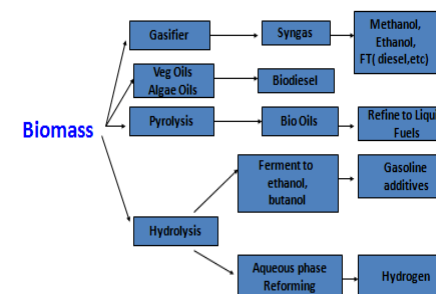 Gasifier
Syngas
Methanol,
Ethanol,
FT( diesel,etc)
Veg Oils
Algae Oils
Biodiesel
Biomass
Pyrolysis
Bio Oils
Refine to Liqui
Fuels
Ferment to
ethanol,
butanol
Gasoline
additives
Hydrolysis
Aqueous phase
Reforming
Hydrogen